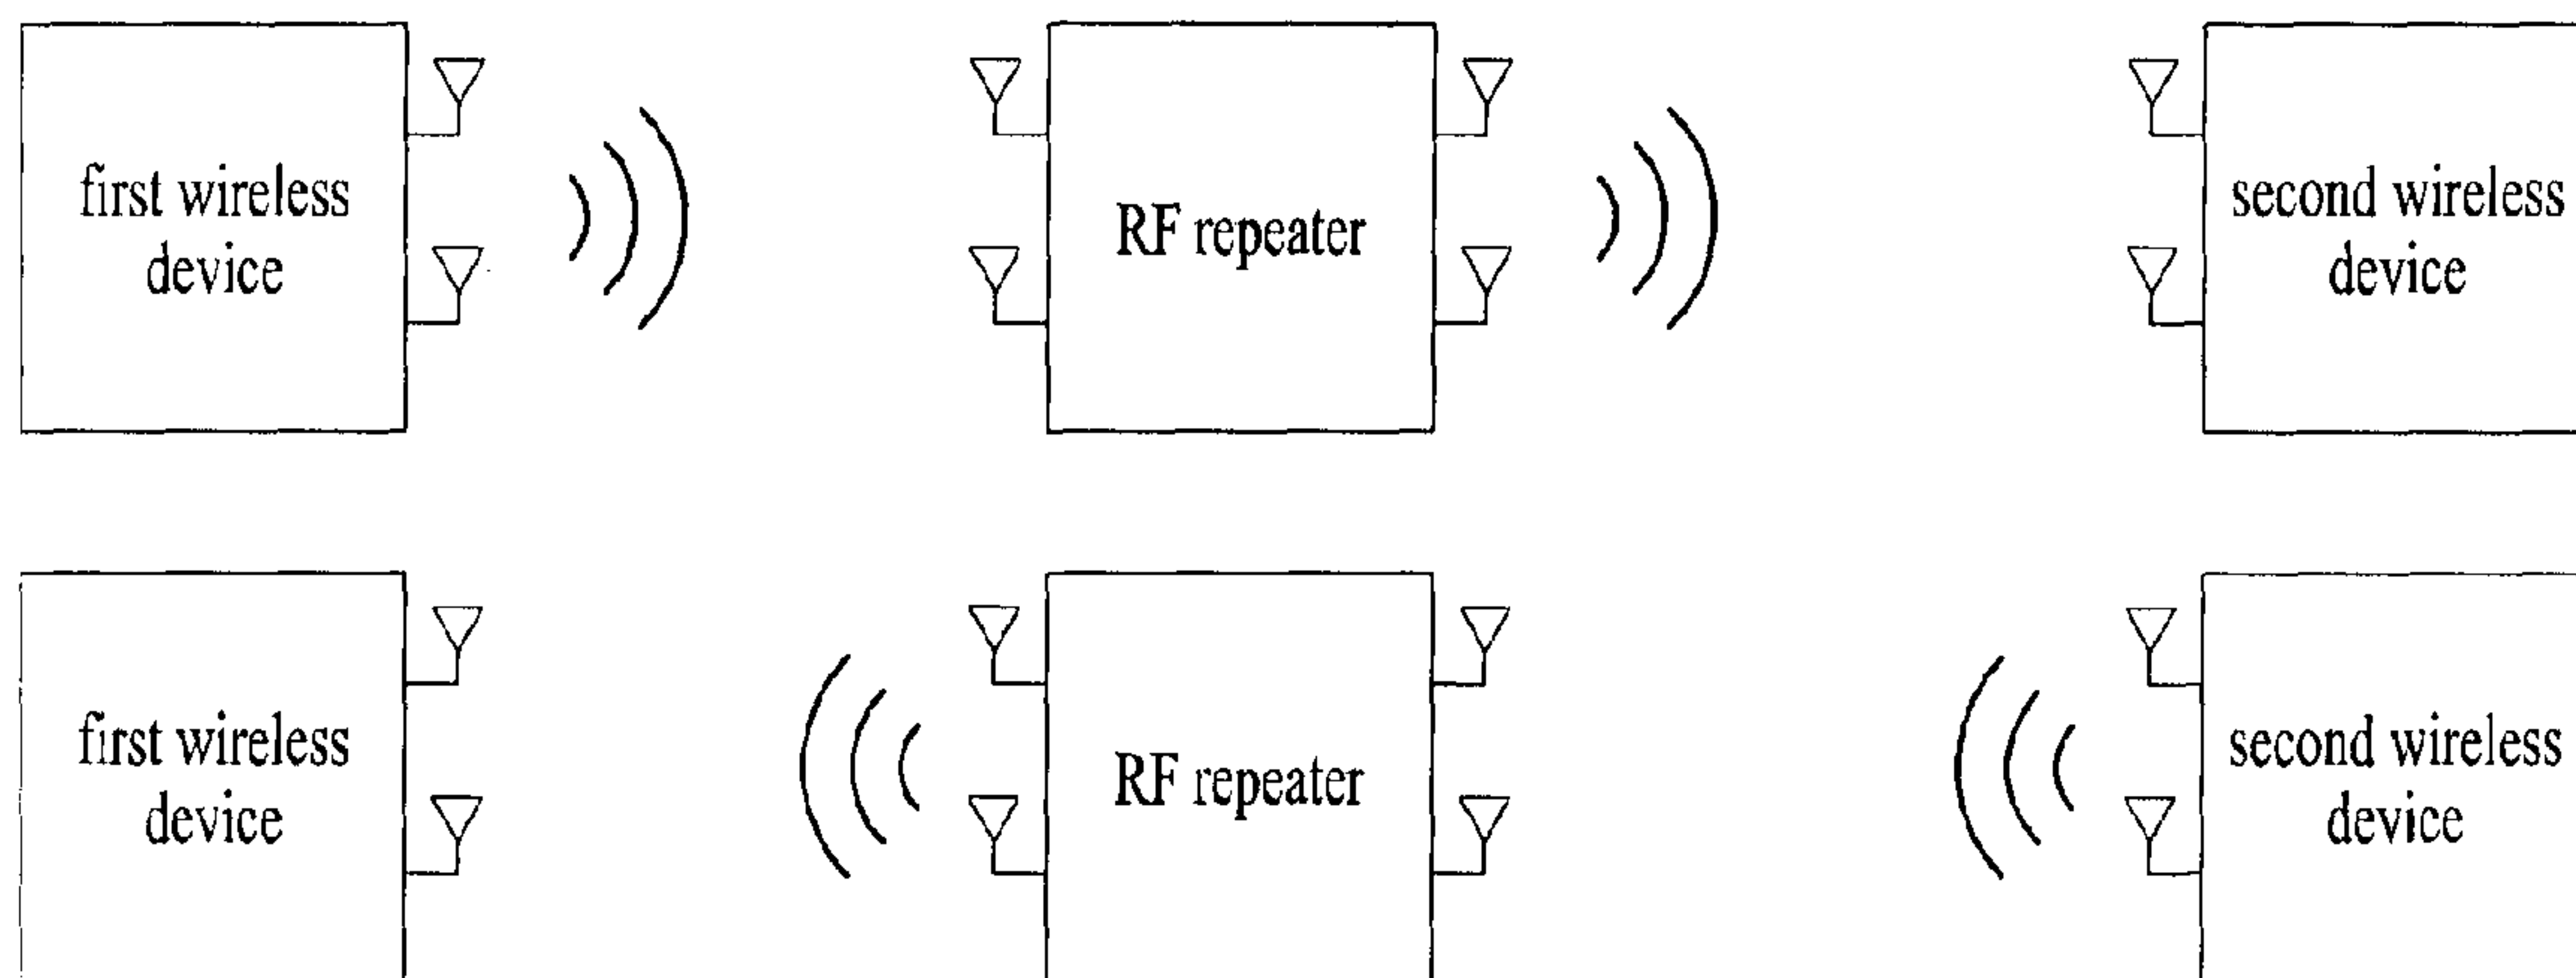 first wireless
device
RF repeater
second wireless
device
first wireless
device
RF repeater
second wireless
device